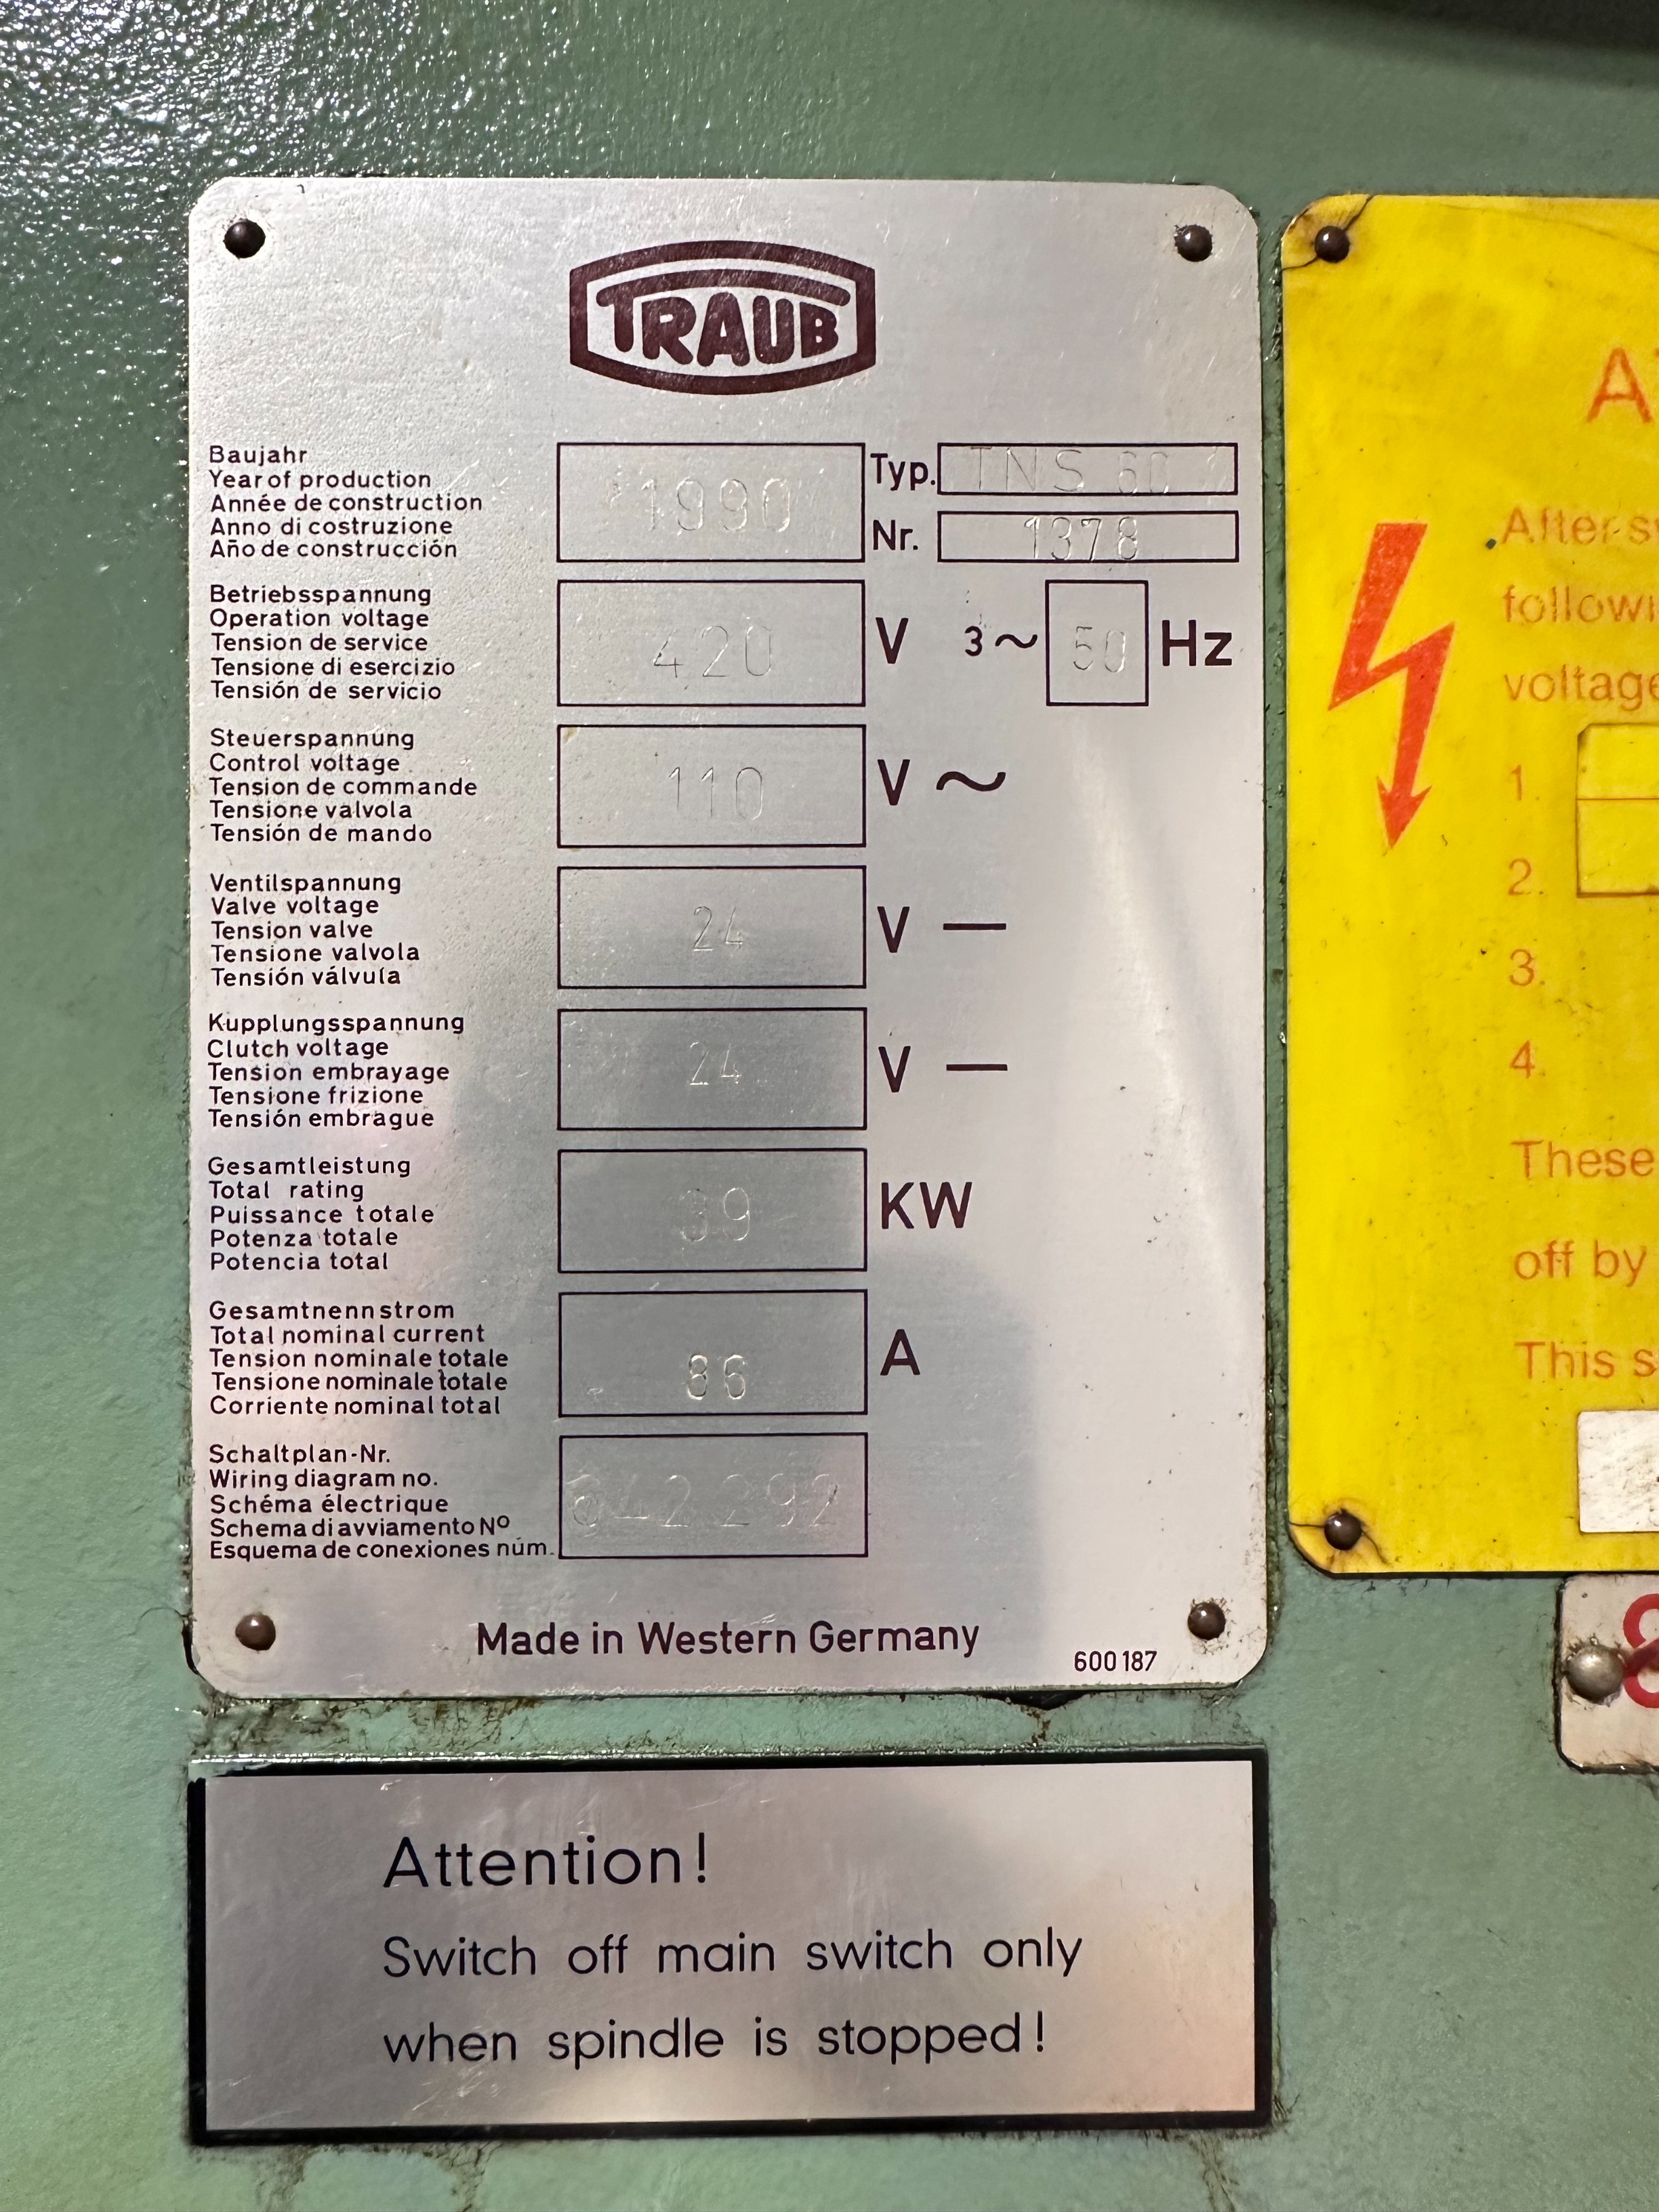 TRAUB
Baujahr
Year of production
Année de construction
Anno di costruzione
Año de construcción
1990
Typ. TNS 60
Nr. 1378
Betriebsspannung
Operation voltage
Tension de service
Tensione di esercizio
Tensión de servicio
420 V 3~ 50 Hz
Steuerspannung
Control voltage
Tension de commande
Tensione valvola
Tensión de mando
110 V ~
Ventilspannung
Valve voltage
Tension valve
Tensione valvola
Tensión válvula
24 V —
Kupplungsspannung
Clutch voltage
Tension embrayage
Tensione frizione
Tensión embrague
24 V —
Gesamtleistung
Total rating
Puissance totale
Potenza totale
Potencia total
39 KW
Gesamtnennstrom
Total nominal current
Tension nominale totale
Tensione nominale totale
Corriente nominal total
86 A
Schaltplan-Nr.
Wiring diagram no.
Schéma électrique
Schema di avviamento Nº
Esquema de conexiones núm.
Made in Western Germany
600187
Attention!
Switch off main switch only
when spindle is stopped!
voltage
1.
2.
3.
4.
These
off by
This